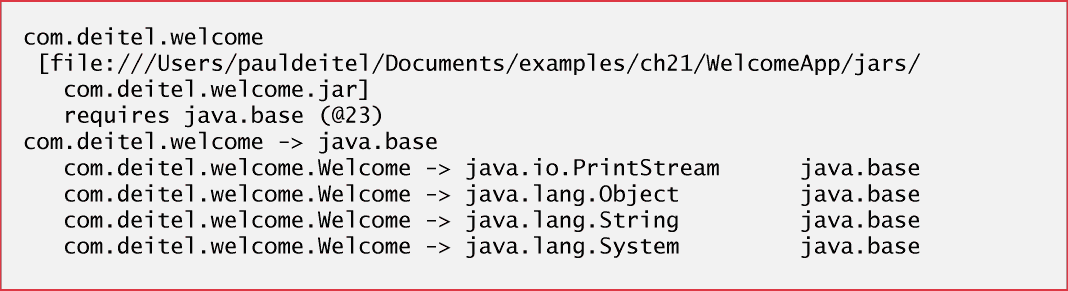 com.deitel.welcome
[file:///Users/pauldeitel/Documents/examples/ch21/WelcomeApp/jars/
com.deitel.welcome.jar]
requires java.base (@23)
com.deitel.welcome -> java.base
com.deitel.welcome.Welcome -> java.io.PrintStream java.base
com.deitel.welcome.Welcome -> java.lang.Object java.base
com.deitel.welcome.Welcome -> java.lang.String java.base
com.deitel.welcome.Welcome -> java.lang.System java.base